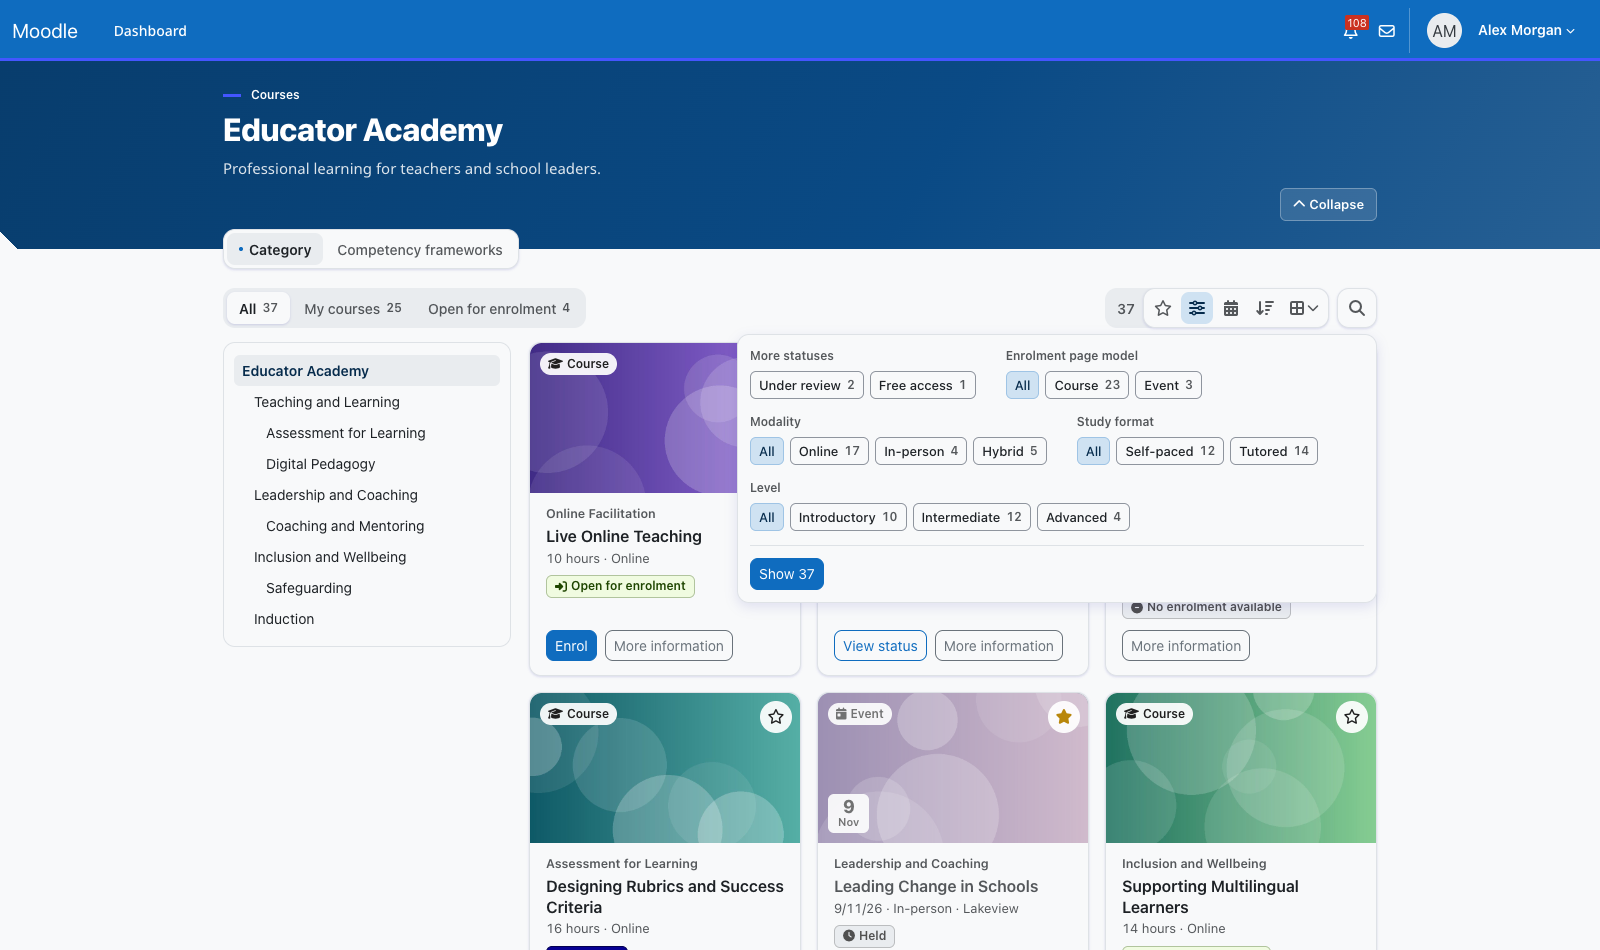 Moodle
Dashboard
108
AM
Alex Morgan
Courses
Educator Academy
Professional learning for teachers and school leaders.
Collapse
Category
Competency frameworks
All 37
My courses 25
Open for enrolment 4
37
Educator Academy
Teaching and Learning
Assessment for Learning
Digital Pedagogy
Leadership and Coaching
Coaching and Mentoring
Inclusion and Wellbeing
Safeguarding
Induction
More statuses
Under review 2
Free access 1
Enrolment page model
All
Course 23
Event 3
Modality
All
Online 17
In-person 4
Hybrid 5
Study format
All
Self-paced 12
Tutored 14
Level
All
Introductory 10
Intermediate 12
Advanced 4
Show 37
Course
Online Facilitation
Live Online Teaching
10 hours · Online
Open for enrolment
Enrol
More information
View status
More information
No enrolment available
More information
Course
Assessment for Learning
Designing Rubrics and Success
Criteria
16 hours · Online
Event
9
Nov
Leadership and Coaching
Leading Change in Schools
9/11/26 · In-person · Lakeview
Held
Course
Inclusion and Wellbeing
Supporting Multilingual
Learners
14 hours · Online